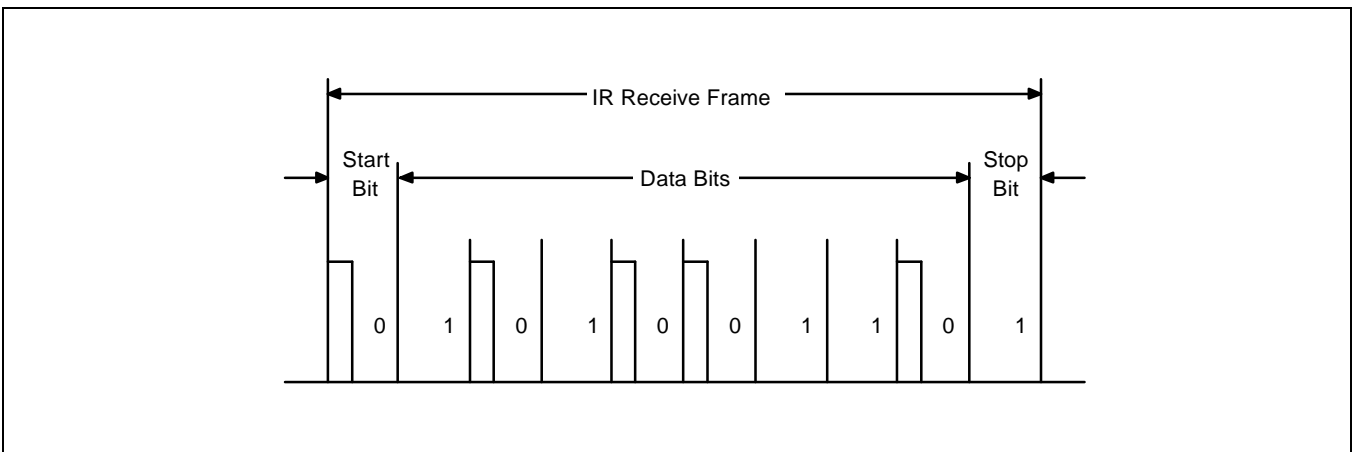 IR Receive Frame
Start
Bit
Data Bits
Stop
Bit
0 1 0 1 0 0 1 1 0 1